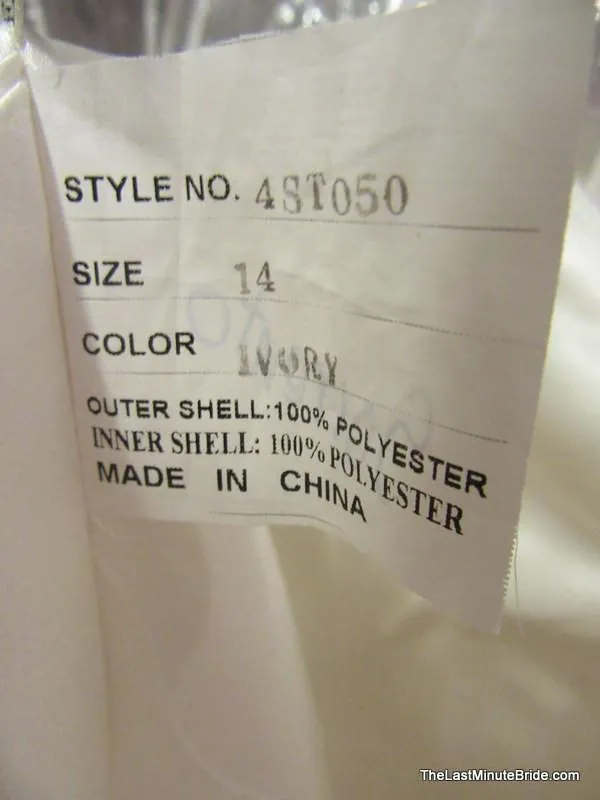 STYLE NO. 4ST050
SIZE 14
COLOR IVORY
OUTER SHELL:100% POLYESTER
INNER SHELL: 100% POLYESTER
MADE IN CHINA
TheLastMinuteBride.com